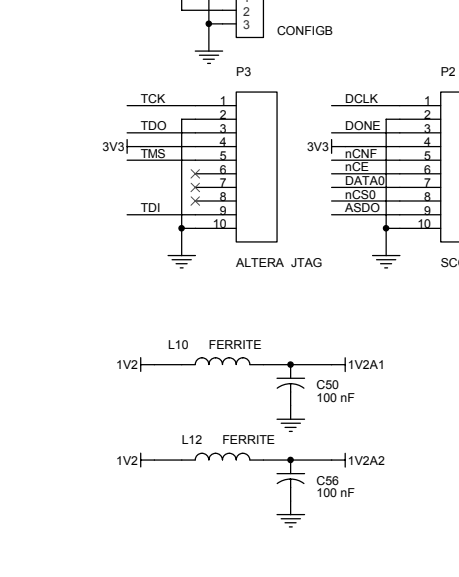 2
3
CONFIGB
P3
P2
TCK
1
2
TDO
3
3V3
4
TMS
5
6
7
8
TDI
9
10
ALTERA JTAG
DCLK
1
2
DONE
3
3V3
4
nCNF
5
nCE
6
DATA0
7
nCS0
8
ASDO
9
10
L10 FERRITE
1V2
1V2A1
C50
100 nF
L12 FERRITE
1V2
1V2A2
C56
100 nF